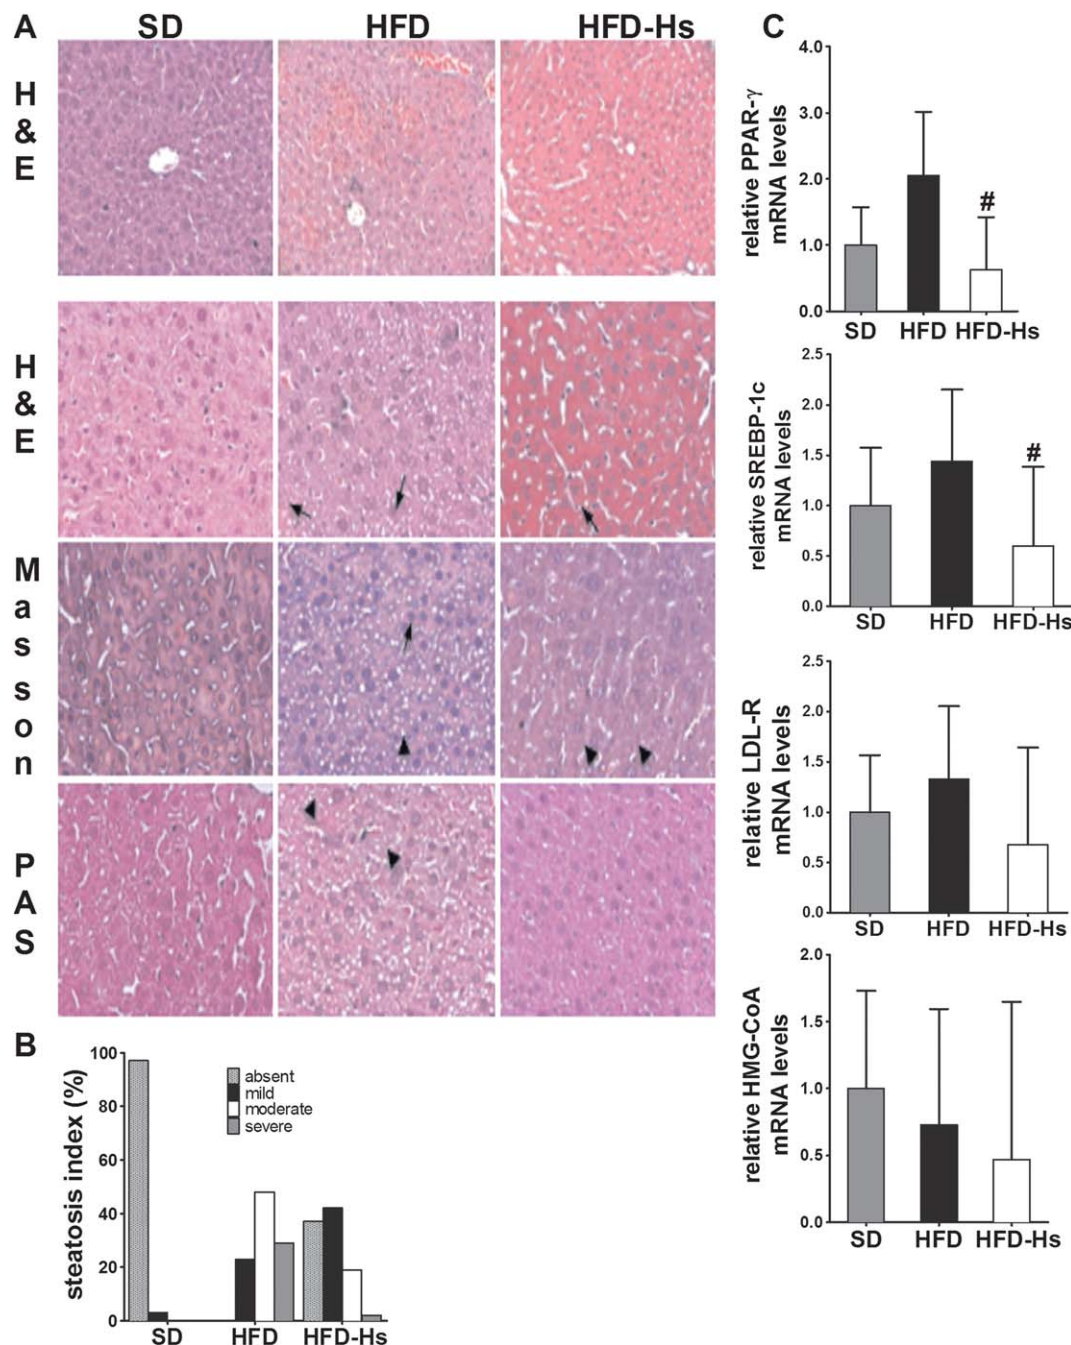 A
SD
HFD
HFD-Hs
H
&
E
H
&
E
M
a
s
s
o
n
P
A
S
B
steatosis index (%)
100
80
60
40
20
0
absent
mild
moderate
severe
SD
HFD
HFD-Hs
C
relative PPAR-γ
mRNA levels
4.0
3.0
2.0
1.0
0.0
#
SD
HFD
HFD-Hs
relative SREBP-1c
mRNA levels
2.5
2.0
1.5
1.0
0.5
0.0
#
SD
HFD
HFD-Hs
relative LDL-R
mRNA levels
2.5
2.0
1.5
1.0
0.5
0.0
SD
HFD
HFD-Hs
relative HMG-CoA
mRNA levels
2.0
1.5
1.0
0.5
0.0
SD
HFD
HFD-Hs